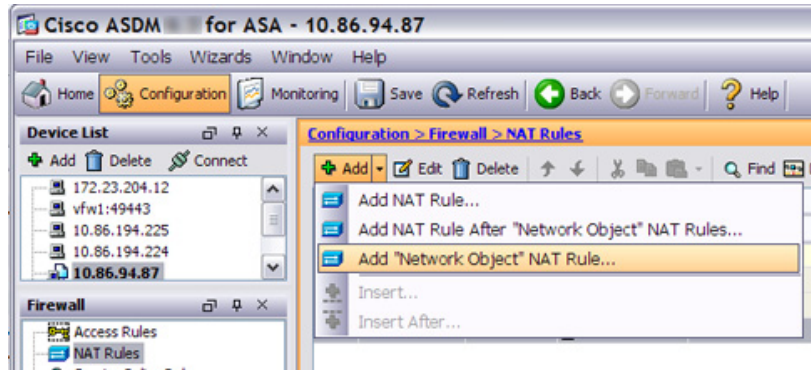 Cisco ASDM for ASA - 10.86.94.87
File View Tools Wizards Window Help
Home Configuration Monitoring Save Refresh Back Forward Help
Device List
Add Delete Connect
172.23.204.12
vfw1:49443
10.86.194.225
10.86.194.224
10.86.94.87
Firewall
Access Rules
NAT Rules
Configuration > Firewall > NAT Rules
Add Edit Delete Find
Add NAT Rule...
Add NAT Rule After "Network Object" NAT Rules...
Add "Network Object" NAT Rule...
Insert...
Insert After...